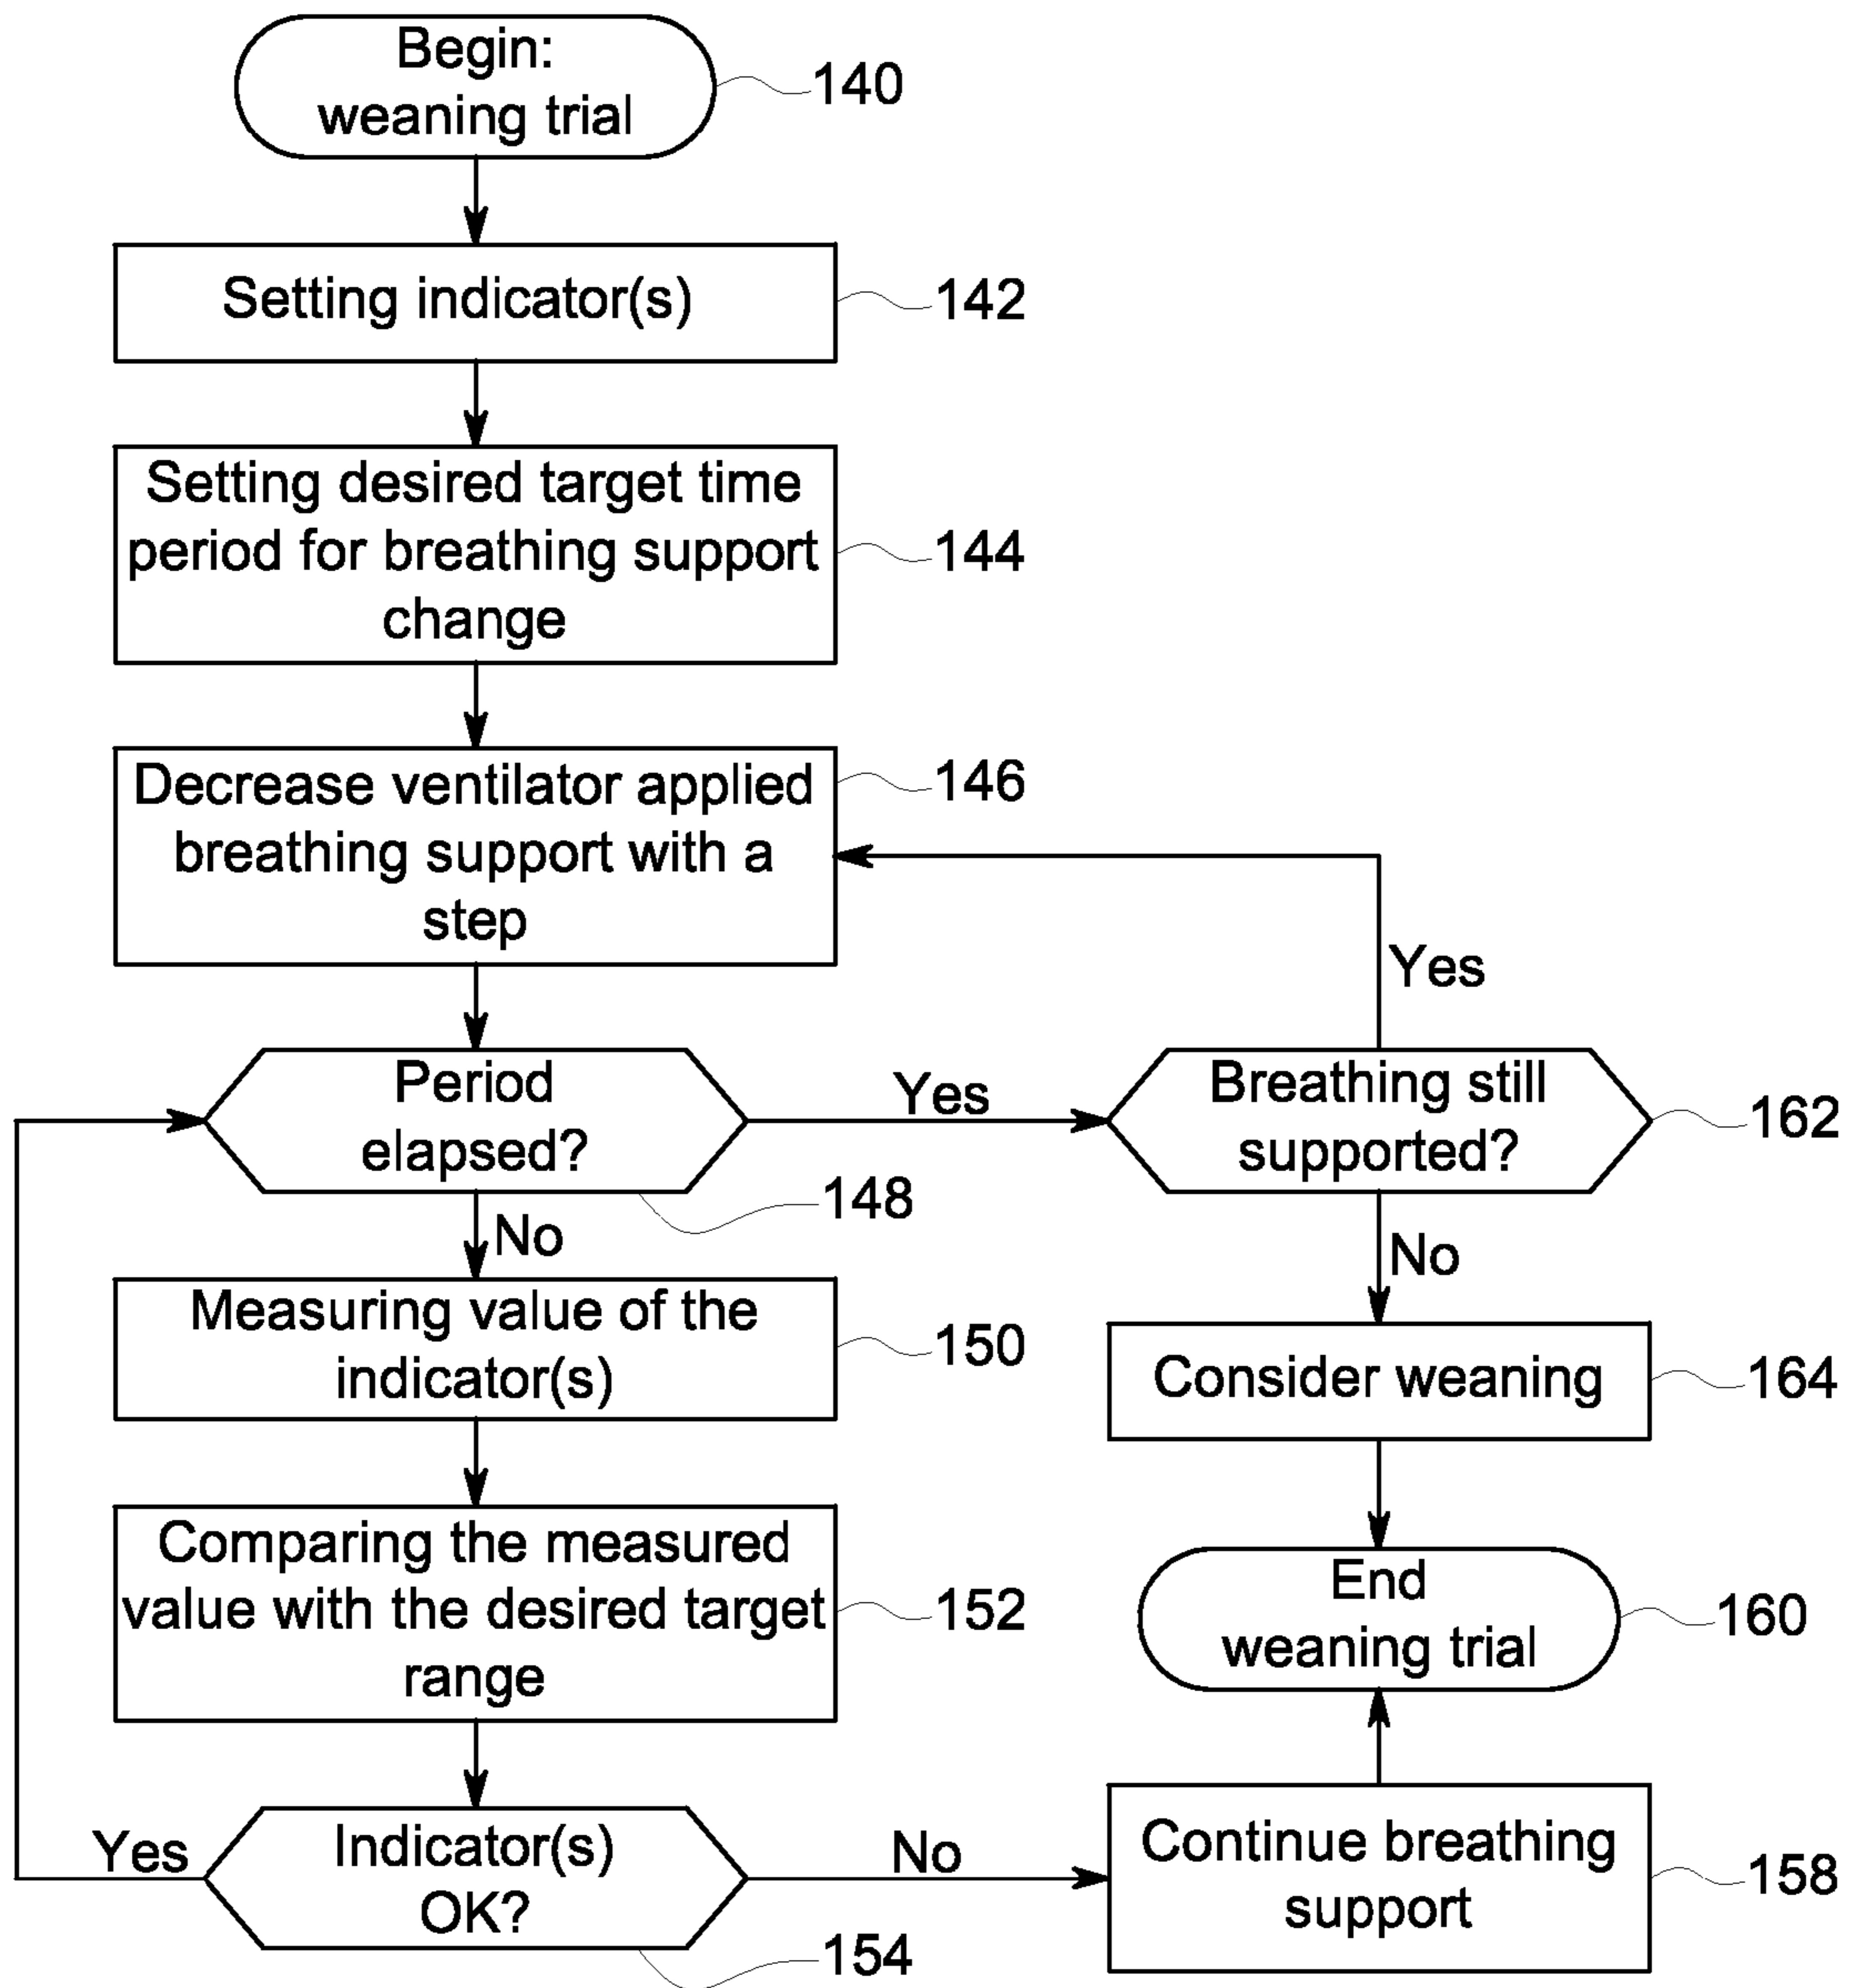 Begin:
weaning trial
140
Setting indicator(s)
142
Setting desired target time
period for breathing support
change
144
Decrease ventilator applied
breathing support with a
step
146
Yes
Period
elapsed?
148
Yes
Breathing still
supported?
162
No
No
Measuring value of the
indicator(s)
150
Consider weaning
164
Comparing the measured
value with the desired target
range
152
End
weaning trial
160
Yes
Indicator(s)
OK?
154
No
Continue breathing
support
158